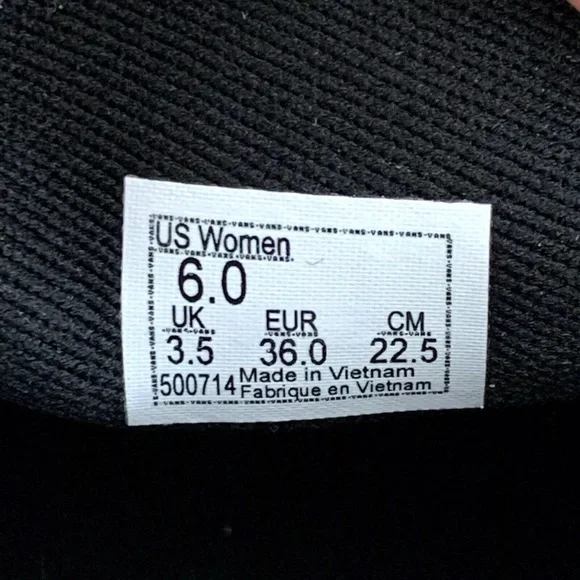 US Women
6.0
UK EUR CM
3.5 36.0 22.5
500714 Made in Vietnam
Fabrique en Vietnam